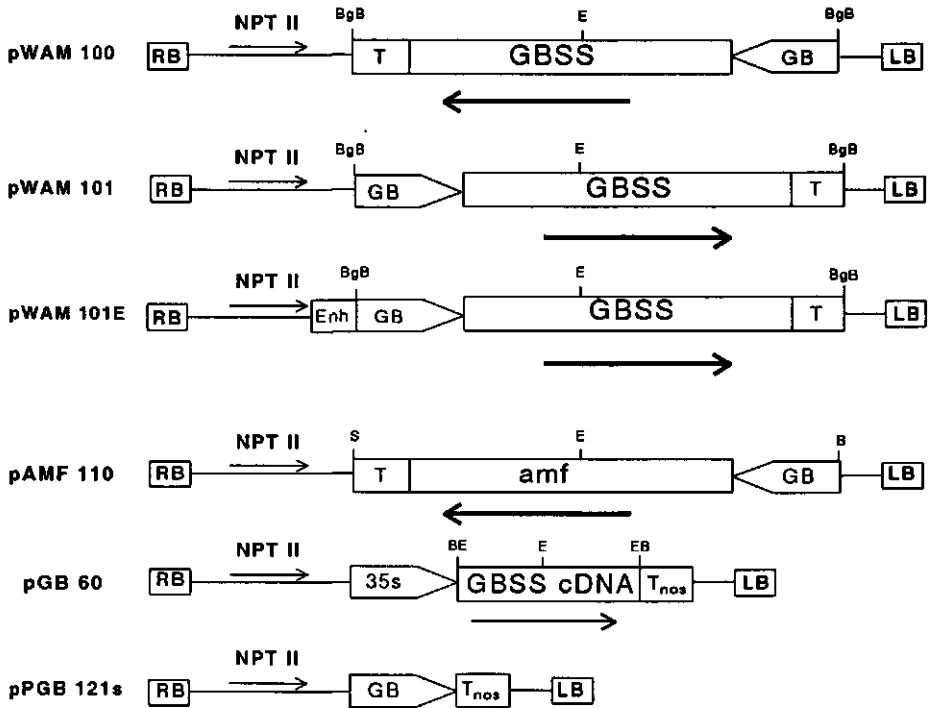 NPT II BgB E BgB
pWAM 100 RB T GBSS GB LB
NPT II BgB E BgB
pWAM 101 RB GB GBSS T LB
NPT II BgB E BgB
pWAM 101E RB Enh GB GBSS T LB
NPT II S E B
pAMF 110 RB T amf GB LB
NPT II BE E EB
pGB 60 RB 35s GBSS cDNA Tnos LB
NPT II
pPGB 121s RB GB Tnos LB